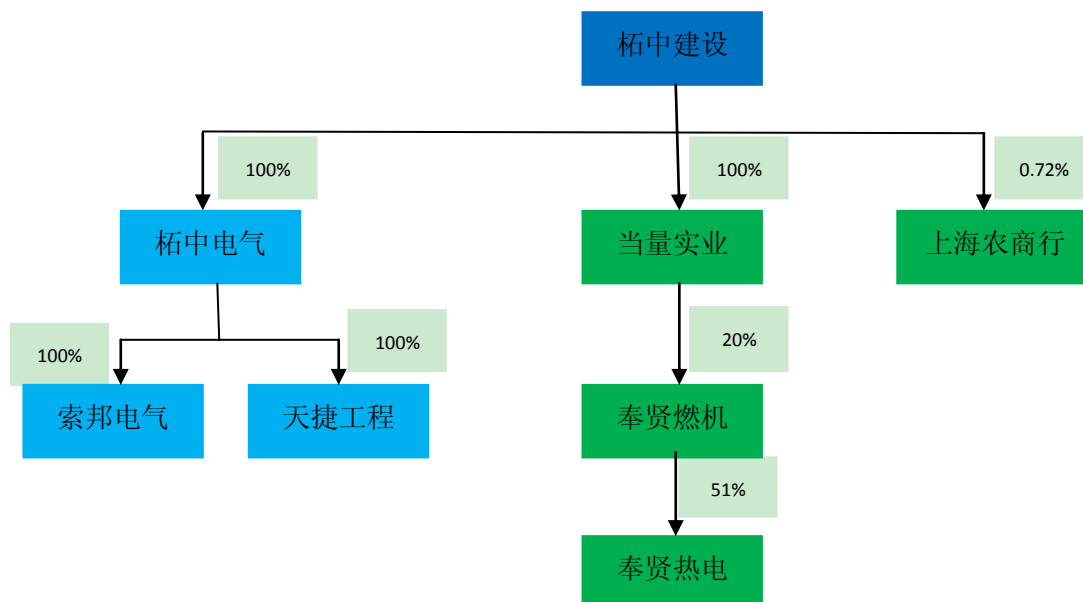 柘中建设
100%
100%
0.72%
柘中电气
当量实业
上海农商行
100%
100%
20%
索邦电气
天捷工程
奉贤燃机
51%
奉贤热电